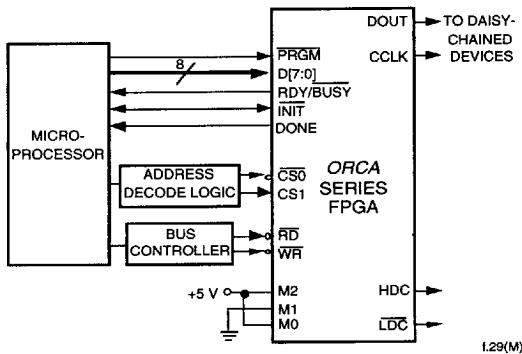 DOUT
TO DAISY-
CHAINED
DEVICES
CCLK
PRGM
8
D[7:0]
RDY/BUSY
INIT
DONE
MICRO-
PROCESSOR
ADDRESS
DECODE LOGIC
CS0
CS1
ORCA
SERIES
FPGA
BUS
CONTROLLER
RD
WR
+5 V
M2
M1
M0
HDC
LDC
f.29(M)